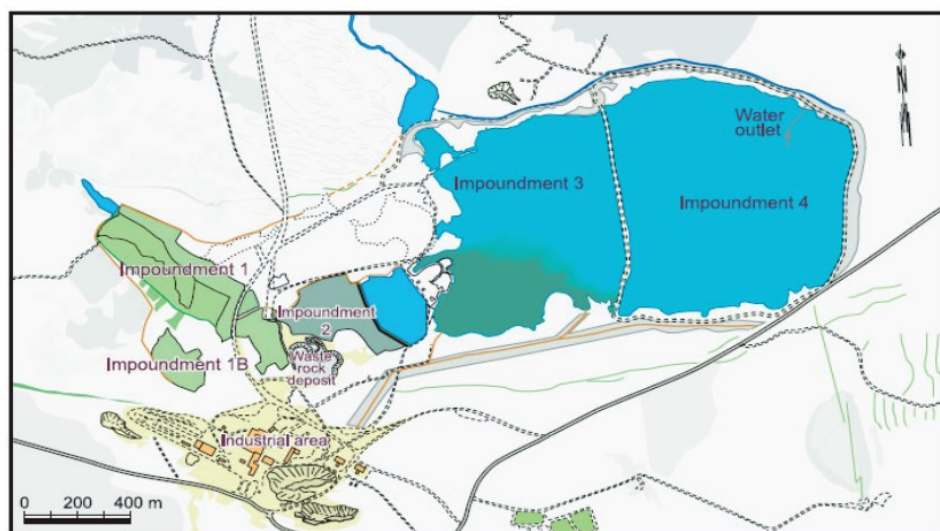 N
Water
outlet
Impoundment 3
Impoundment 4
Impoundment 1
Impoundment
2
Impoundment 1B
Waste
rock
deposit
Industrial area
0 200 400 m